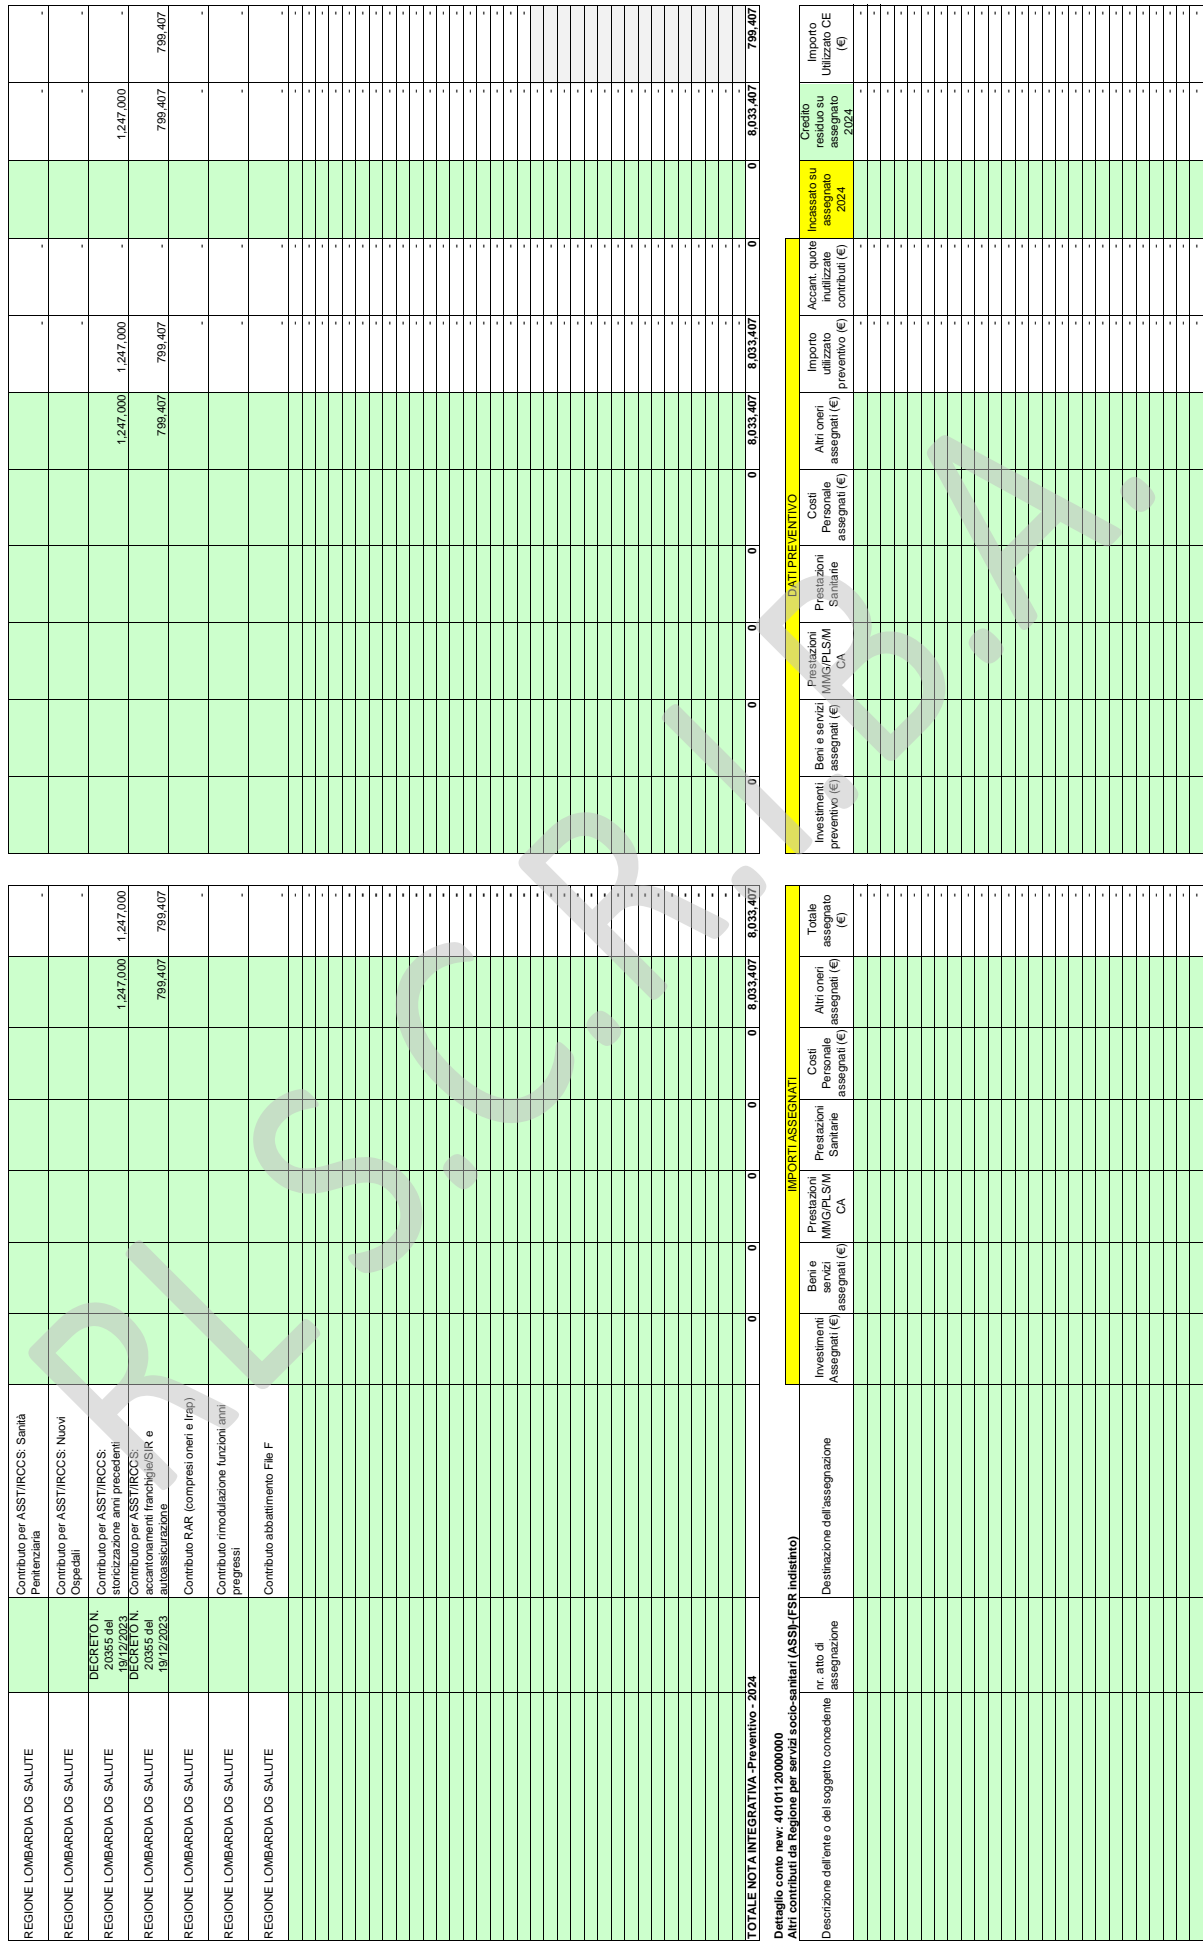 REGIONE LOMBARDIA DG SALUTE Contributo per ASST/IRCCS: Sanità Penitenziaria - - - - -
REGIONE LOMBARDIA DG SALUTE Contributo per ASST/IRCCS: Nuovi Ospedali - - - - -
REGIONE LOMBARDIA DG SALUTE DECRETO N. 20355 del 19/12/2023 Contributo per ASST/IRCCS: storicizzazione anni precedenti 1,247,000 1,247,000 1,247,000 1,247,000 - 1,247,000 -
REGIONE LOMBARDIA DG SALUTE DECRETO N. 20355 del 19/12/2023 Contributo per ASST/IRCCS: accantonamenti franchigie/SIR e autoassicurazione 799,407 799,407 799,407 799,407 - 799,407 799,407
REGIONE LOMBARDIA DG SALUTE Contributo RAR (compresi oneri e Irap) - - - - -
REGIONE LOMBARDIA DG SALUTE Contributo rimodulazione funzioni anni pregressi - - - - -
REGIONE LOMBARDIA DG SALUTE Contributo abbattimento File F - - - - -
TOTALE NOTA INTEGRATIVA -Preventivo - 2024 0 0 0 0 0 8,033,407 8,033,407 0 0 0 0 0 8,033,407 8,033,407 0 0 8,033,407 799,407
Dettaglio conto new: 40101120000000
Altri contributi da Regione per servizi socio-sanitari (ASSI)-(FSR indistinto)
IMPORTI ASSEGNATI DATI PREVENTIVO
Descrizione dell'ente o del soggetto concedente
nr. atto di assegnazione
Destinazione dell'assegnazione
Investimenti Assegnati (€)
Beni e servizi assegnati (€)
Prestazioni MMG/PLS/M CA
Prestazioni Sanitarie
Costi Personale assegnati (€)
Altri oneri assegnati (€)
Totale assegnato (€)
Investimenti preventivo (€)
Beni e servizi assegnati (€)
Prestazioni MMG/PLS/M CA
Prestazioni Sanitarie
Costi Personale assegnati (€)
Altri oneri assegnati (€)
Importo utilizzato preventivo (€)
Accant. quote inutilizzate contributi (€)
Incassato su assegnato 2024
Credito residuo su assegnato 2024
Importo Utilizzato CE (€)
RL S.C.R.I.B.A.